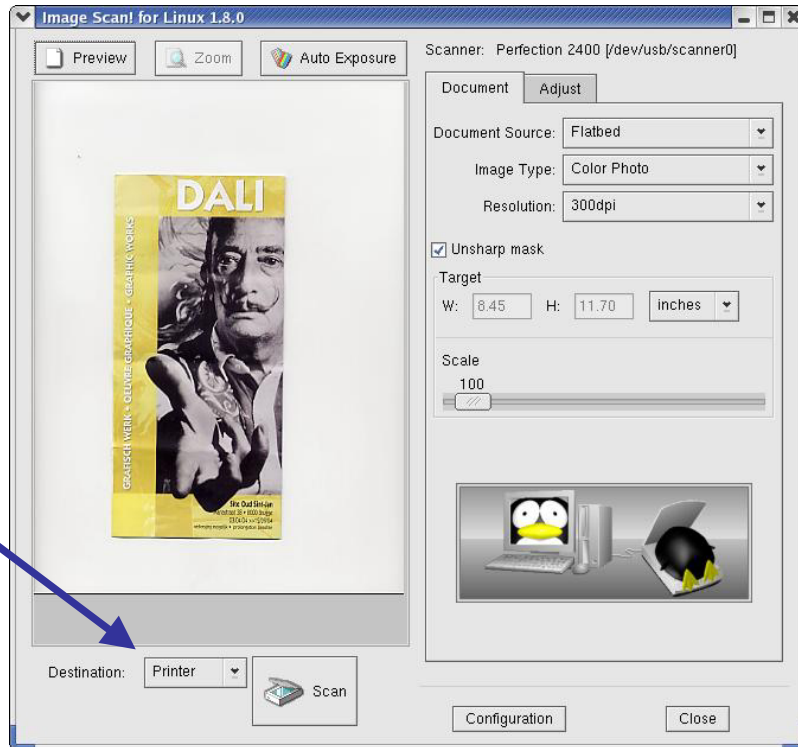 Image Scan! for Linux 1.8.0
Preview
Zoom
Auto Exposure
Scanner: Perfection 2400 [/dev/usb/scanner0]
Document
Adjust
Document Source: Flatbed
Image Type: Color Photo
Resolution: 300dpi
Unsharp mask
Target
W: 8.45 H: 11.70 inches
Scale
100
DALI
GRAFISCH WERK • OEUVRE GRAPHIQUE • GRAPHIC WORKS
Site Oud Sint-Jan
Destination: Printer
Scan
Configuration
Close